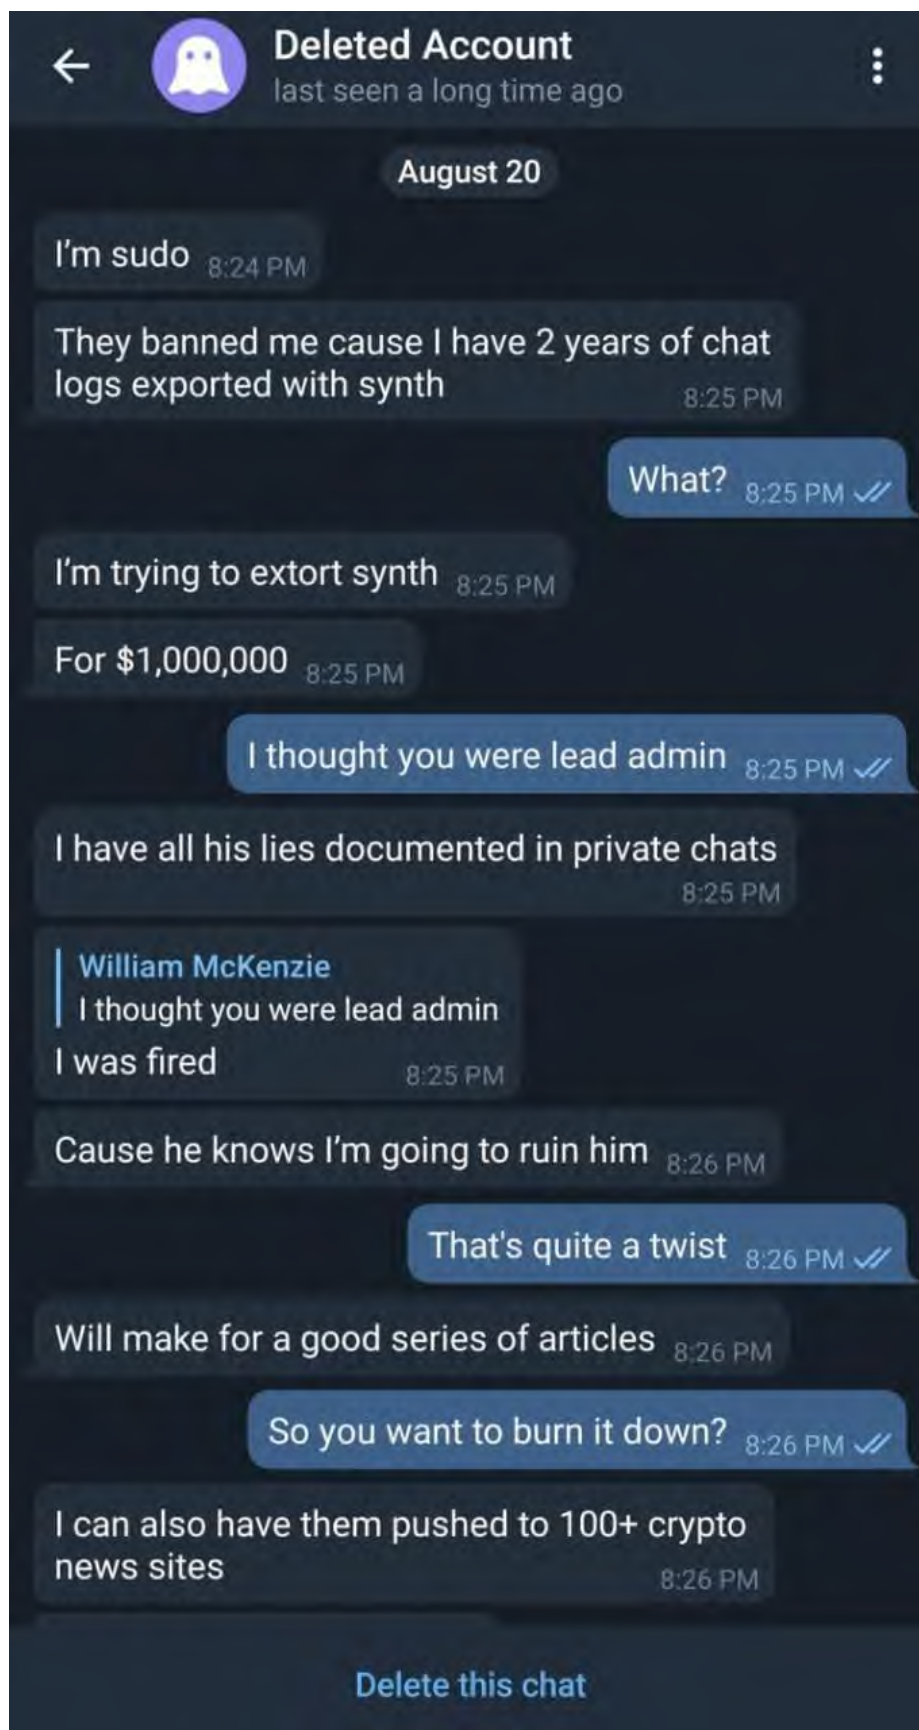 Deleted Account
last seen a long time ago
August 20
I'm sudo 8:24 PM
They banned me cause I have 2 years of chat
logs exported with synth 8:25 PM
What? 8:25 PM
I'm trying to extort synth 8:25 PM
For $1,000,000 8:25 PM
I thought you were lead admin 8:25 PM
I have all his lies documented in private chats
8:25 PM
William McKenzie
I thought you were lead admin
I was fired 8:25 PM
Cause he knows I'm going to ruin him 8:26 PM
That's quite a twist 8:26 PM
Will make for a good series of articles 8:26 PM
So you want to burn it down? 8:26 PM
I can also have them pushed to 100+ crypto
news sites 8:26 PM
Delete this chat